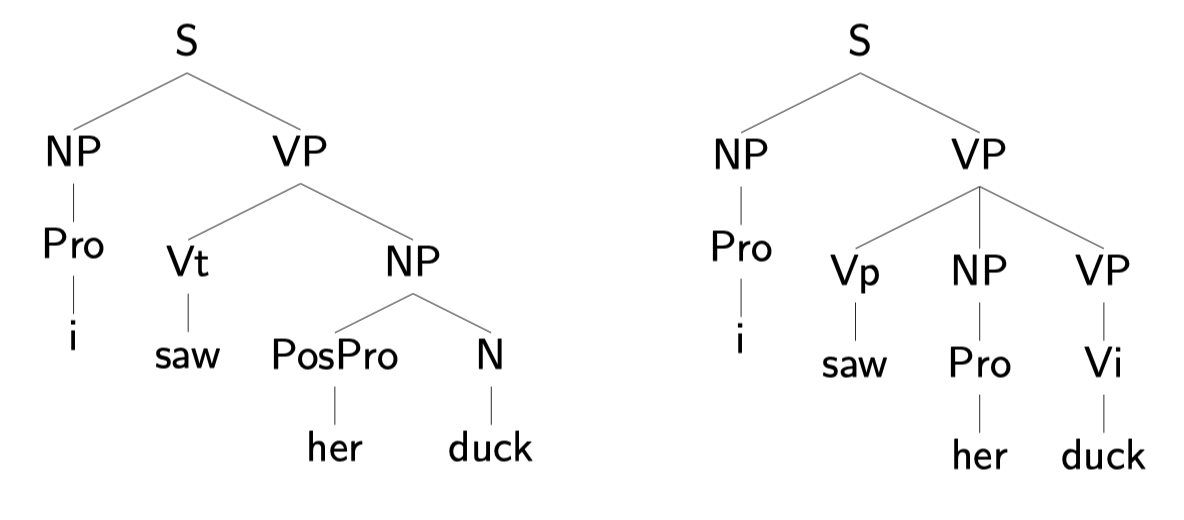 S S
NP VP NP VP
Pro Vt NP Pro Vp NP VP
i saw PosPro N i saw Pro Vi
her duck her duck